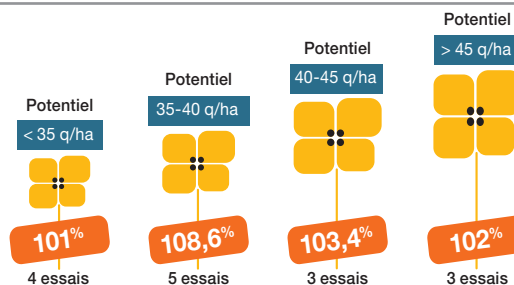 Potentiel
< 35 q/ha
101%
4 essais
Potentiel
35-40 q/ha
108,6%
5 essais
Potentiel
40-45 q/ha
103,4%
3 essais
Potentiel
> 45 q/ha
102%
3 essais